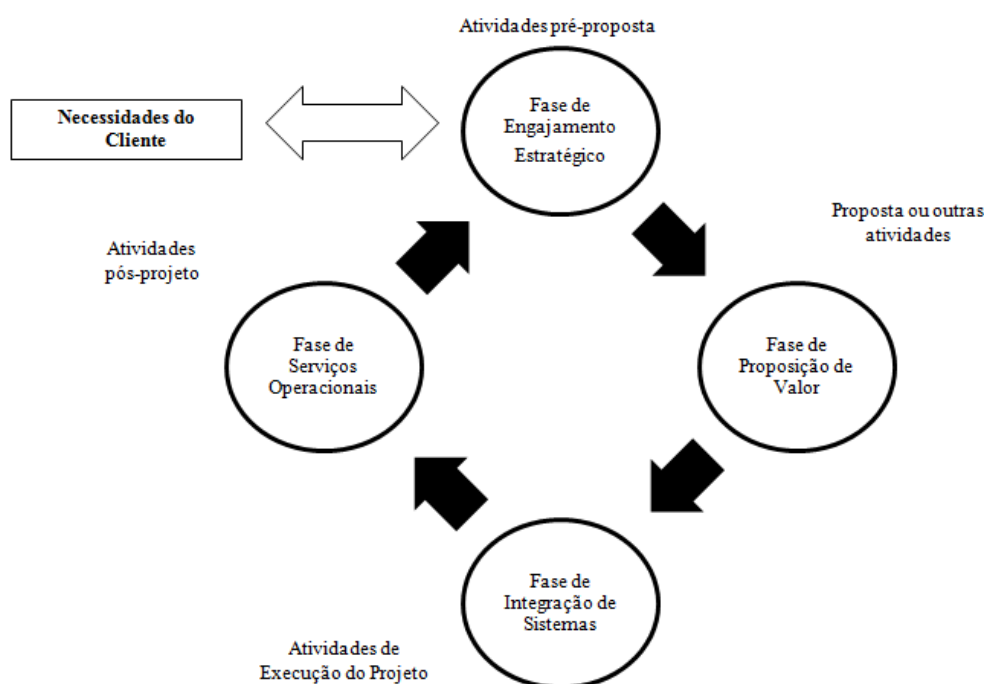 Atividades pré-proposta
Fase de
Engajamento
Estratégico
Necessidades do
Cliente
Proposta ou outras
atividades
Atividades
pós-projeto
Fase de
Serviços
Operacionais
Fase de
Proposição de
Valor
Fase de
Integração de
Sistemas
Atividades de
Execução do Projeto